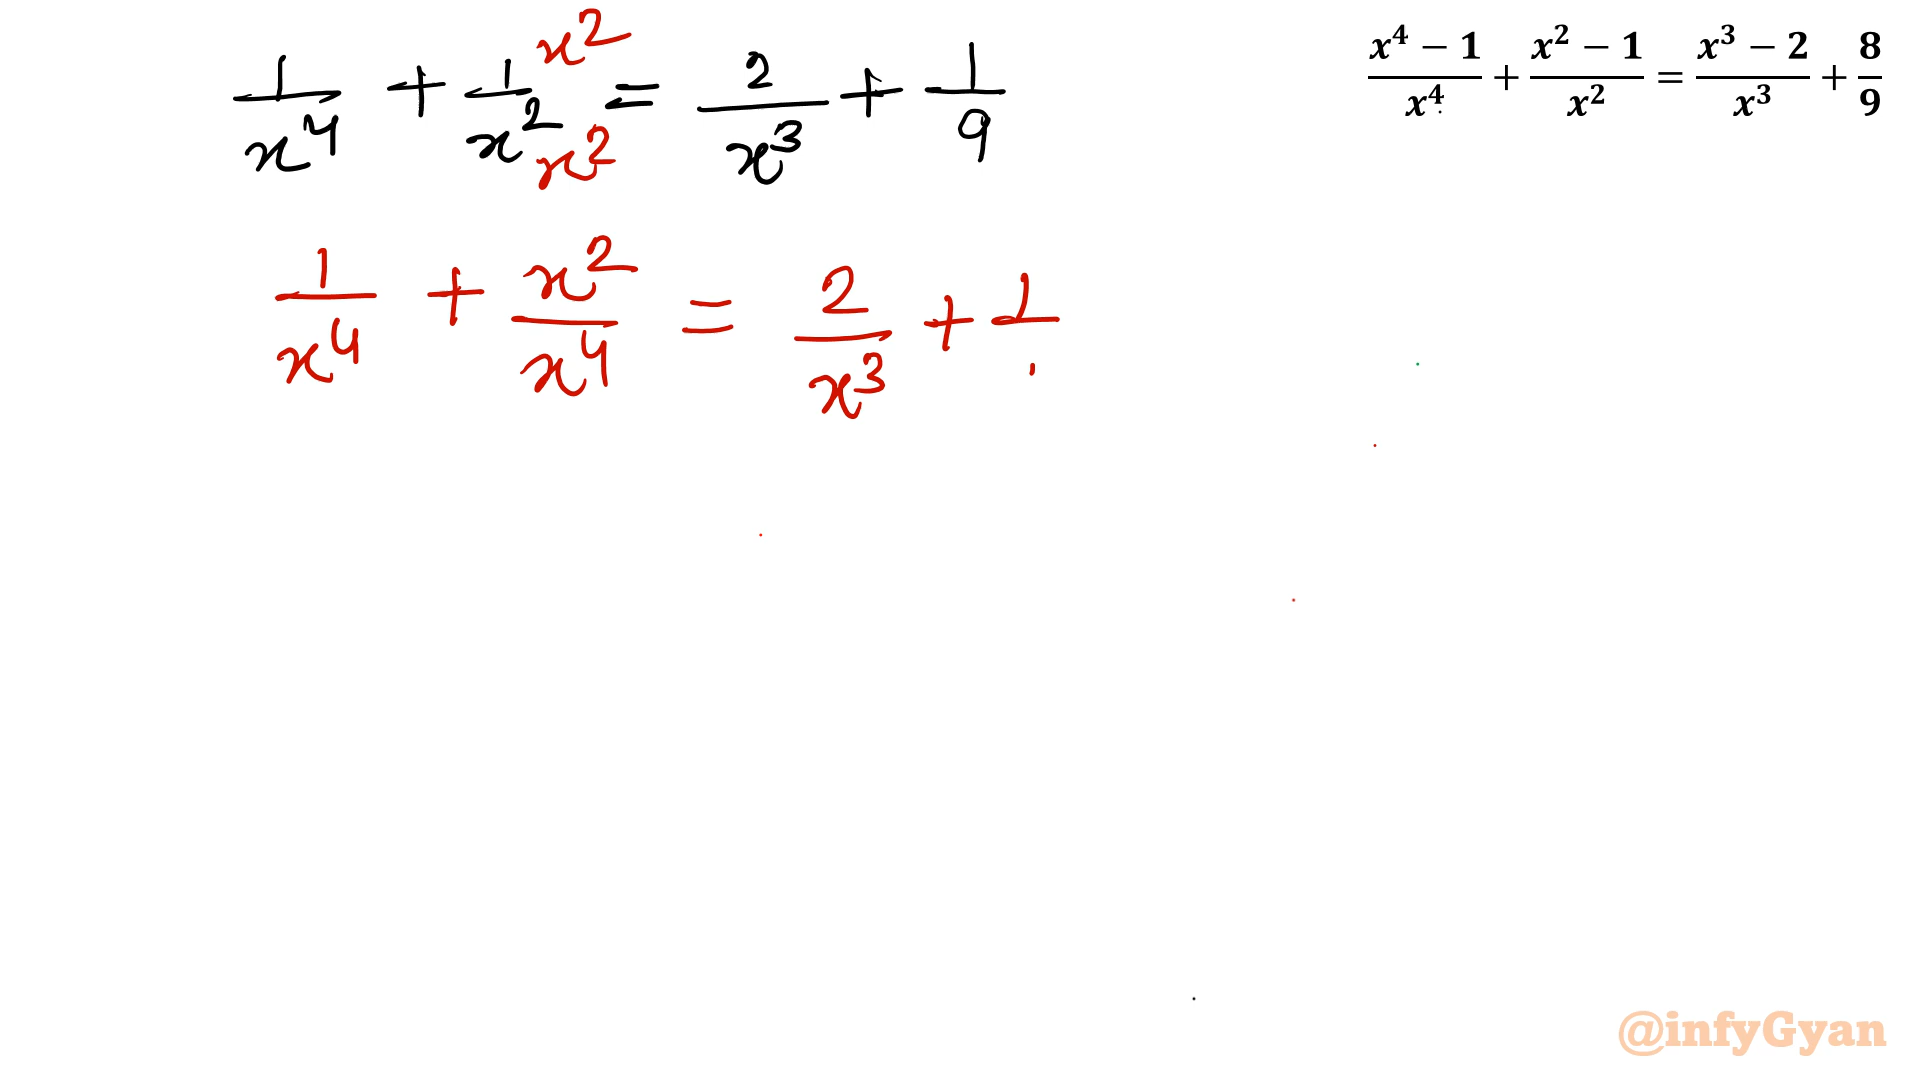 1/x⁴ + 1/x² x²/x² = 2/x³ + 1/9
x⁴ − 1/x⁴ + x² − 1/x² = x³ − 2/x³ + 8/9
1/x⁴ + x²/x⁴ = 2/x³ + 1/
@infyGyan